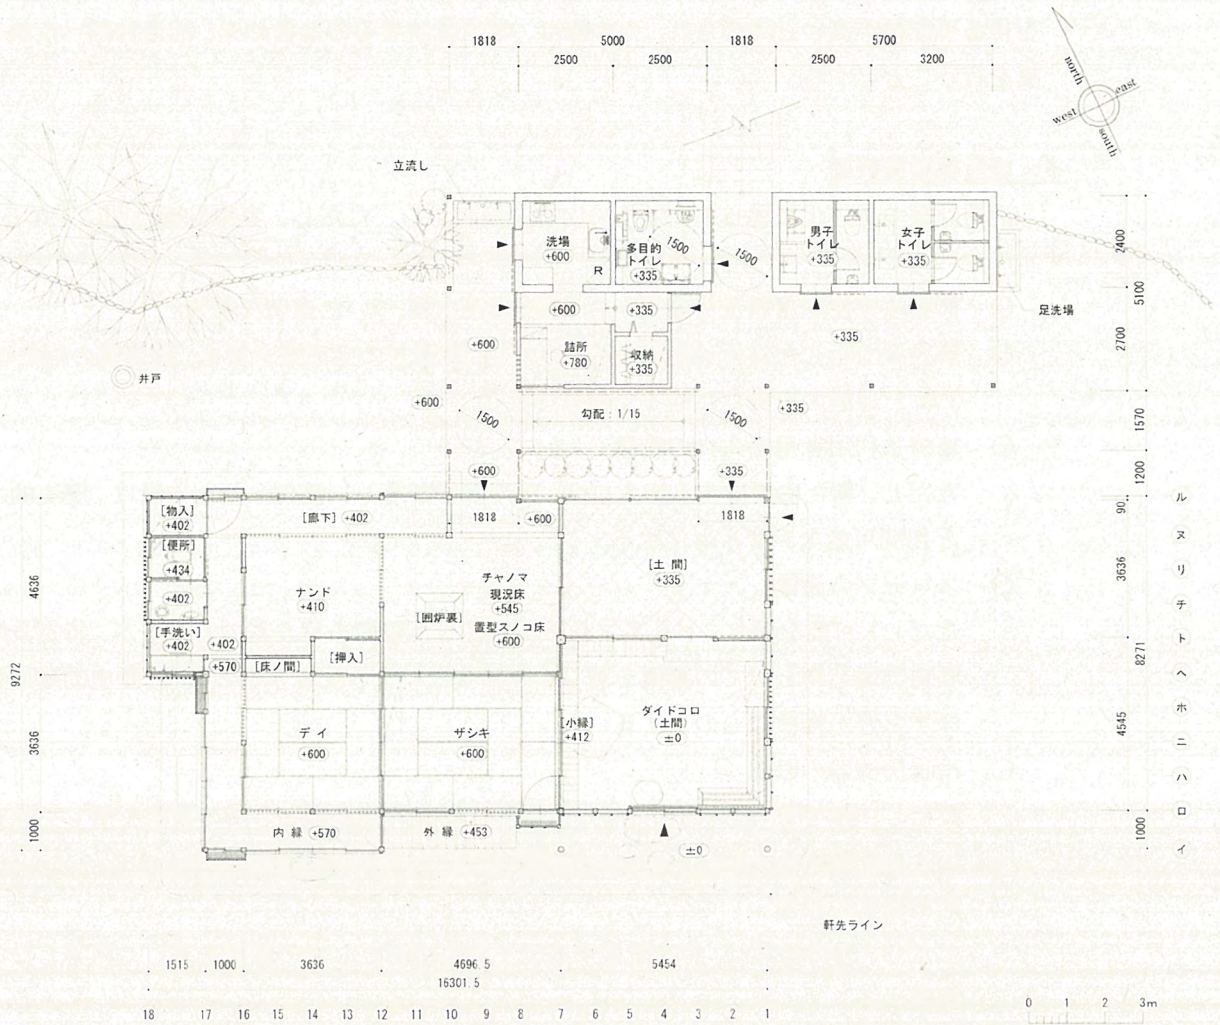 1818 5000 1818 5700
2500 2500 2500 3200
north
east
west
south
立流し
洗場
+600
R
多目的
トイレ
+335
1500
1500
男子
トイレ
+335
女子
トイレ
+335
2400
5100
足洗場
+600
+335
+600
詰所
+780
収納
+335
+335
2700
井戸
+600
1500
勾配：1/15
1500
+335
1570
+600
+335
1200
[物入]
+402
[廊下] +402
1818
+600
1818
90
[便所]
+434
+402
[手洗い]
+402
+402
+570
ナンド
+410
[床ノ間]
[押入]
チャノマ
現況床
+545
[囲炉裏]
置型スノコ床
+600
[土 間]
+335
3636
4636
9272
8271
デイ
+600
ザシキ
+600
[小縁]
+412
ダイドコロ
(土間)
±0
4545
3636
内 縁 +570
外 縁 +453
±0
1000
1000
ル
ヌ
リ
チ
ト
ヘ
ホ
ニ
ハ
ロ
イ
軒先ライン
1515 1000 3636 4696.5 5454
16301.5
18 17 16 15 14 13 12 11 10 9 8 7 6 5 4 3 2 1
0 1 2 3m